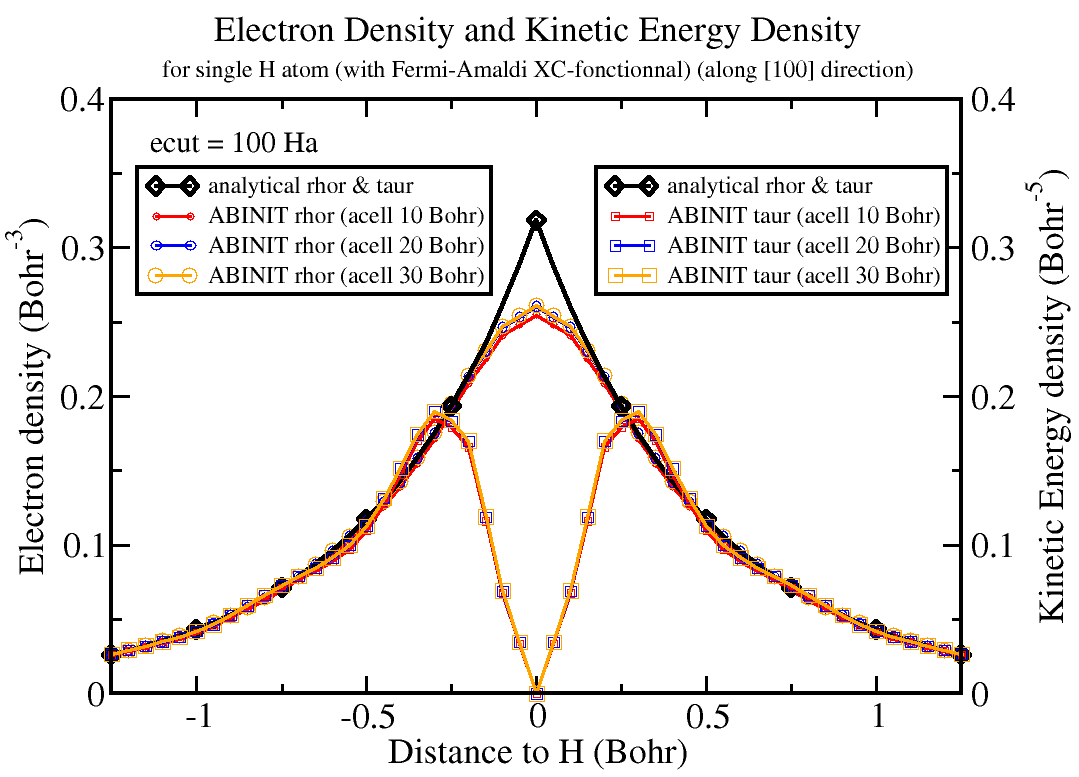 Electron Density and Kinetic Energy Density
for single H atom (with Fermi-Amaldi XC-fonctionnal) (along [100] direction)
ecut = 100 Ha
analytical rhor & taur
ABINIT rhor (acell 10 Bohr)
ABINIT rhor (acell 20 Bohr)
ABINIT rhor (acell 30 Bohr)
analytical rhor & taur
ABINIT taur (acell 10 Bohr)
ABINIT taur (acell 20 Bohr)
ABINIT taur (acell 30 Bohr)
Electron density (Bohr⁻³)
0.4
0.3
0.2
0.1
0
0.4
0.3
0.2
0.1
0
Kinetic Energy density (Bohr⁻⁵)
-1
-0.5
0
0.5
1
Distance to H (Bohr)